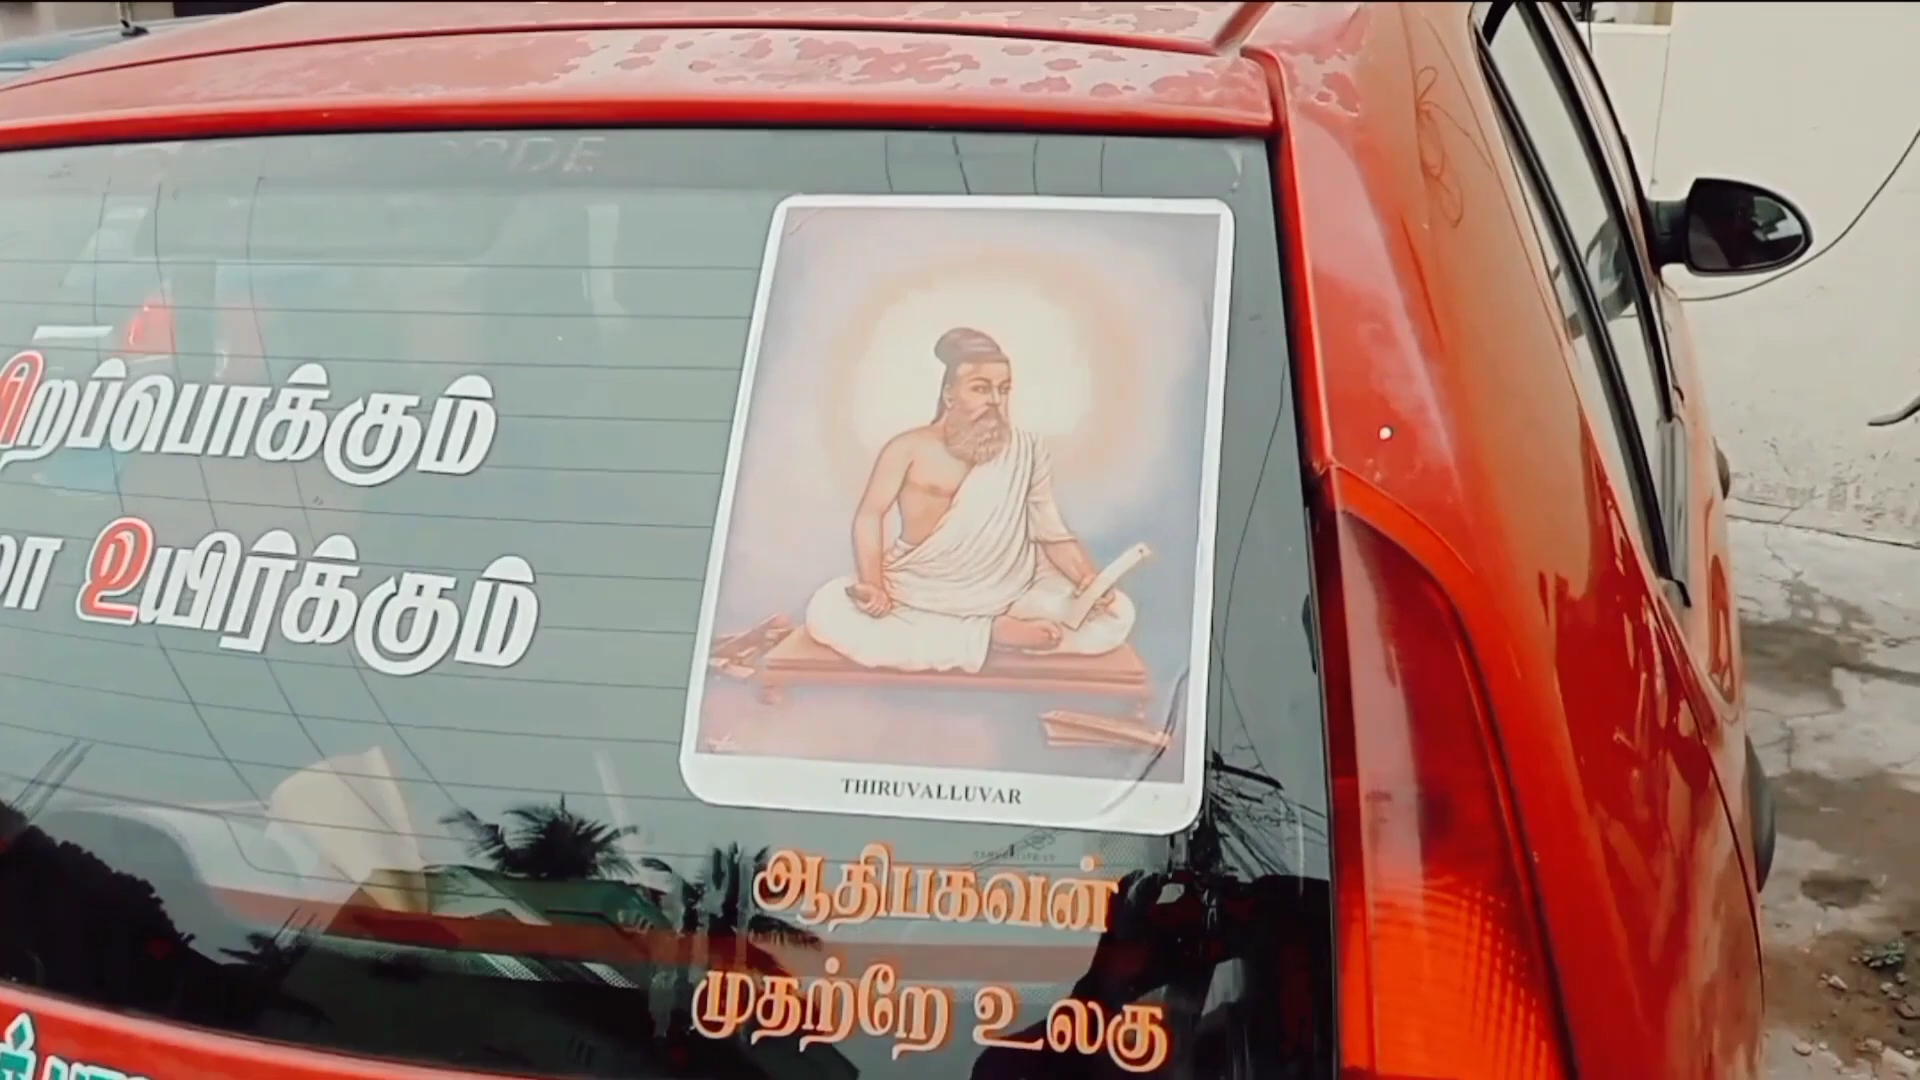 பிறப்பொக்கும்
உயிர்க்கும்
THIRUVALLUVAR
ஆதிபகவன்
முதற்றே உலகு